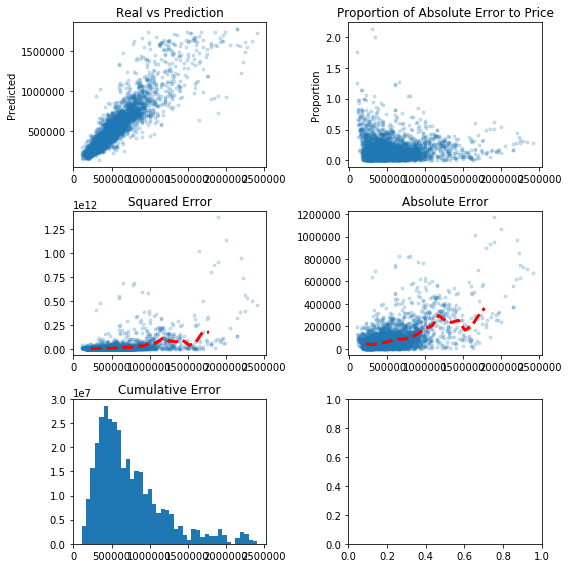 Real vs Prediction
Proportion of Absolute Error to Price
1500000
1000000
500000
Predicted
0 500000 1000000 1500000 2000000 2500000
2.0
1.5
1.0
0.5
0.0
Proportion
0 500000 1000000 1500000 2000000 2500000
Squared Error
Absolute Error
1e12
1.25
1.00
0.75
0.50
0.25
0.00
0 500000 1000000 1500000 2000000 2500000
1200000
1000000
800000
600000
400000
200000
0
0 500000 1000000 1500000 2000000 2500000
Cumulative Error
1e7
3.0
2.5
2.0
1.5
1.0
0.5
0.0
0 500000 1000000 1500000 2000000 2500000
1.0
0.8
0.6
0.4
0.2
0.0
0.0 0.2 0.4 0.6 0.8 1.0